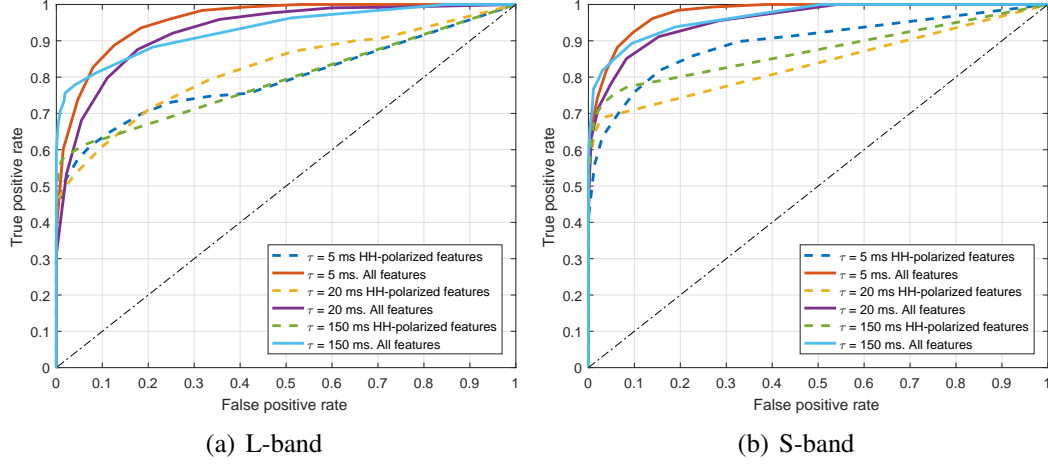 True positive rate
1
0.9
0.8
0.7
0.6
0.5
0.4
0.3
0.2
0.1
0
0 0.1 0.2 0.3 0.4 0.5 0.6 0.7 0.8 0.9 1
False positive rate
τ = 5 ms HH-polarized features
τ = 5 ms. All features
τ = 20 ms HH-polarized features
τ = 20 ms. All features
τ = 150 ms HH-polarized features
τ = 150 ms. All features
(a) L-band
True positive rate
1
0.9
0.8
0.7
0.6
0.5
0.4
0.3
0.2
0.1
0
0 0.1 0.2 0.3 0.4 0.5 0.6 0.7 0.8 0.9 1
False positive rate
τ = 5 ms HH-polarized features
τ = 5 ms. All features
τ = 20 ms HH-polarized features
τ = 20 ms. All features
τ = 150 ms HH-polarized features
τ = 150 ms. All features
(b) S-band